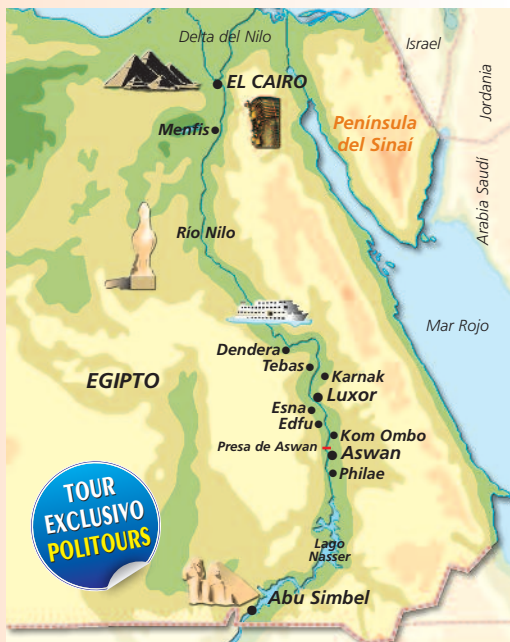 Delta del Nilo
Israel
EL CAIRO
Jordania
Menfis
Península
del Sinaí
Arabia Saudí
Río Nilo
Mar Rojo
Dendera
Tebas
Karnak
EGIPTO
Luxor
Esna
Edfu
Kom Ombo
Presa de Aswan
Aswan
Philae
TOUR
EXCLUSIVO
POLITOURS
Lago
Nasser
Abu Simbel